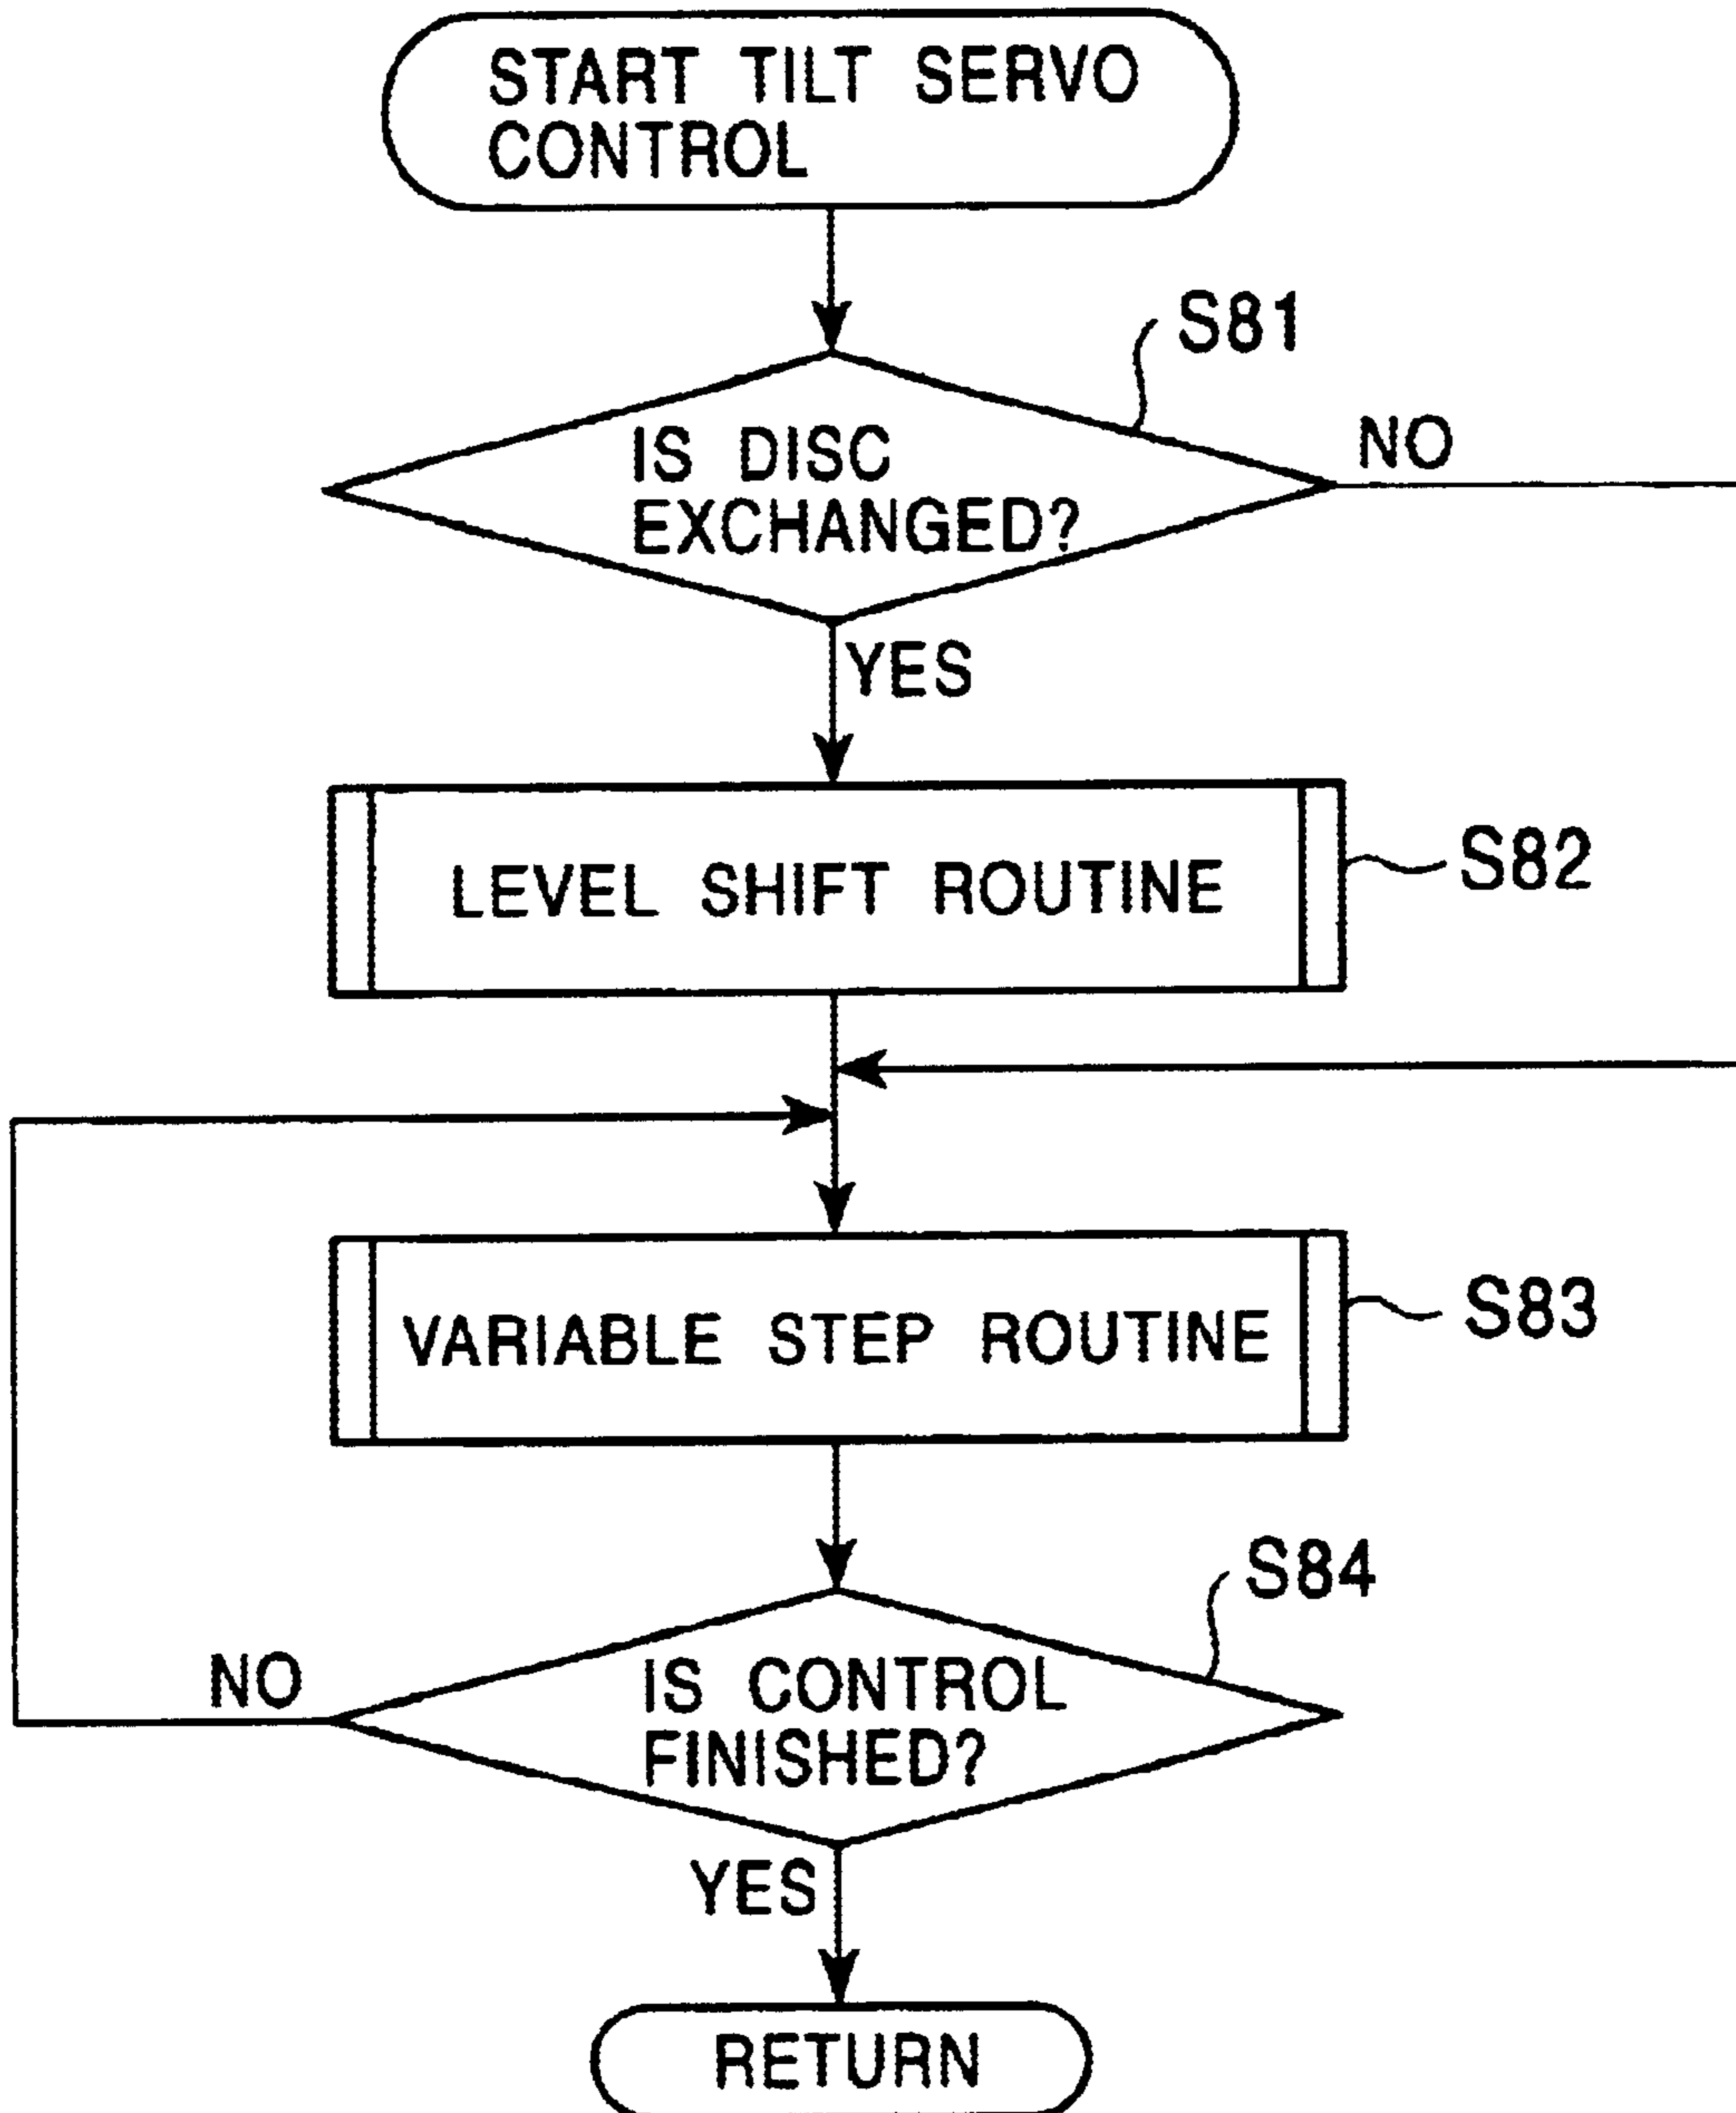 START TILT SERVO
CONTROL
S81
IS DISC
EXCHANGED?
NO
YES
LEVEL SHIFT ROUTINE
S82
VARIABLE STEP ROUTINE
S83
S84
NO
IS CONTROL
FINISHED?
YES
RETURN